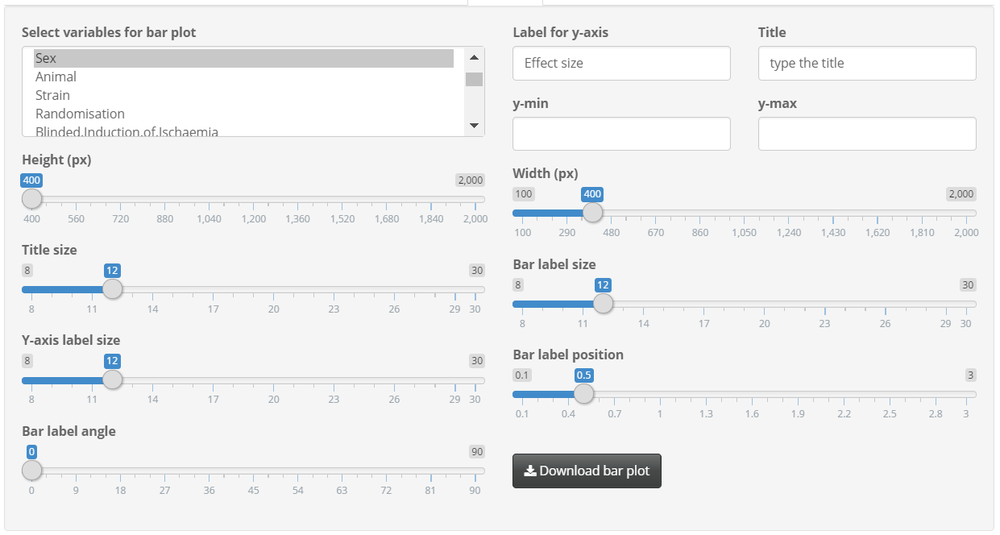 Select variables for bar plot
Sex
Animal
Strain
Randomisation
Blinded.Induction.of.Ischaemia
Height (px)
400 2,000
400 560 720 880 1,040 1,200 1,360 1,520 1,680 1,840 2,000
Title size
8 12 30
8 11 14 17 20 23 26 29 30
Y-axis label size
8 12 30
8 11 14 17 20 23 26 29 30
Bar label angle
0 90
0 9 18 27 36 45 54 63 72 81 90
Label for y-axis Title
Effect size type the title
y-min y-max
Width (px)
100 400 2,000
100 290 480 670 860 1,050 1,240 1,430 1,620 1,810 2,000
Bar label size
8 12 30
8 11 14 17 20 23 26 29 30
Bar label position
0.1 0.5 3
0.1 0.4 0.7 1 1.3 1.6 1.9 2.2 2.5 2.8 3
Download bar plot